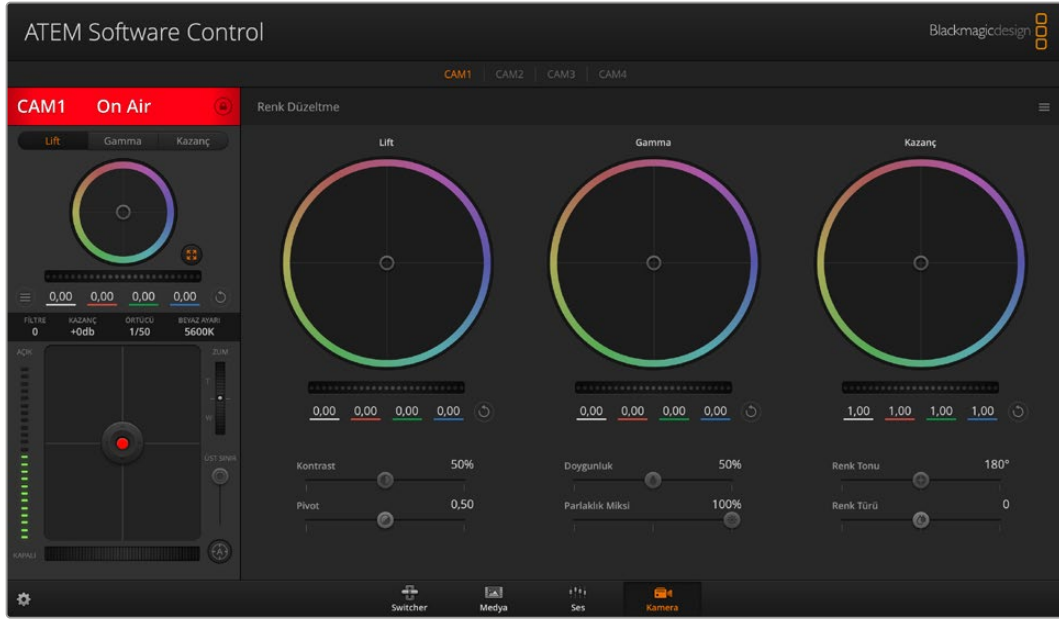 ATEM Software Control
Blackmagicdesign
CAM1 CAM2 CAM3 CAM4
CAM1 On Air
Renk Düzeltme
Lift Gamma Kazanç
Lift Gamma Kazanç
0,00 0,00 0,00 0,00
FİLTRE KAZANÇ ÖRTÜCÜ BEYAZ AYARI
0 +0db 1/50 5600K
AÇIK
ZUM
T
W
ÜST SINIR
KAPALI
A
0,00 0,00 0,00 0,00
0,00 0,00 0,00 0,00
1,00 1,00 1,00 1,00
Kontrast 50%
Doygunluk 50%
Renk Tonu 180°
Pivot 0,50
Parlaklık Miksi 100%
Renk Türü 0
Switcher Medya Ses Kamera